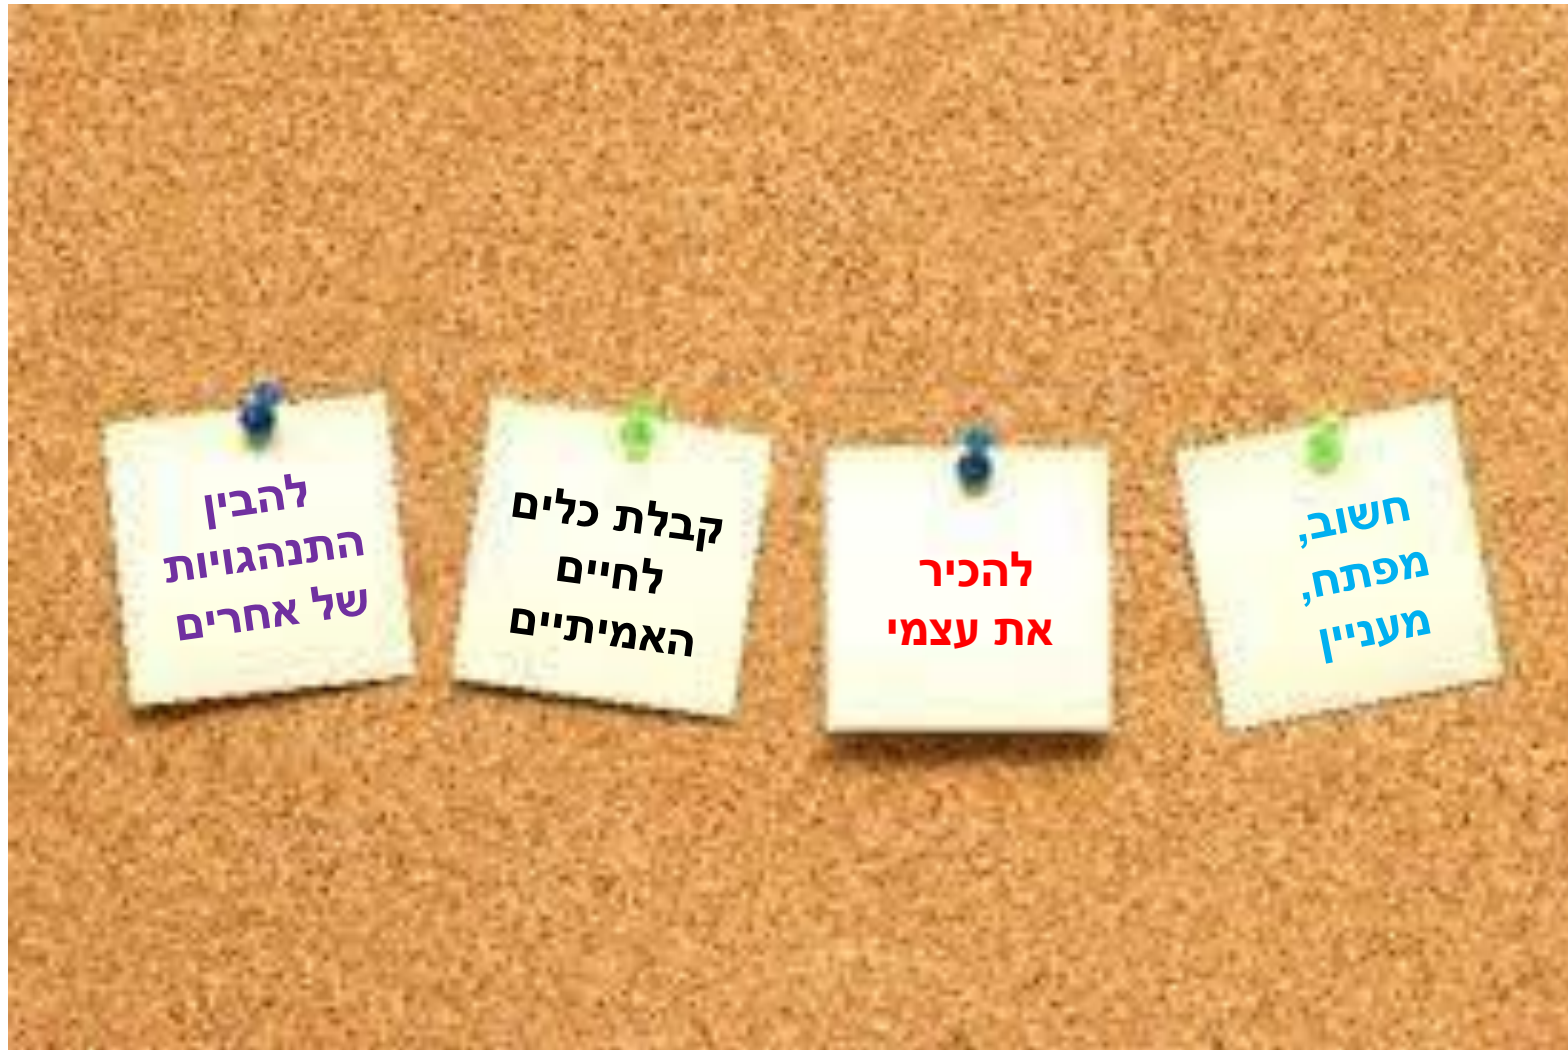 חשוב,
מפתח,
מעניין
להכיר
את עצמי
קבלת כלים
לחיים
האמיתיים
להבין
התנהגויות
של אחרים